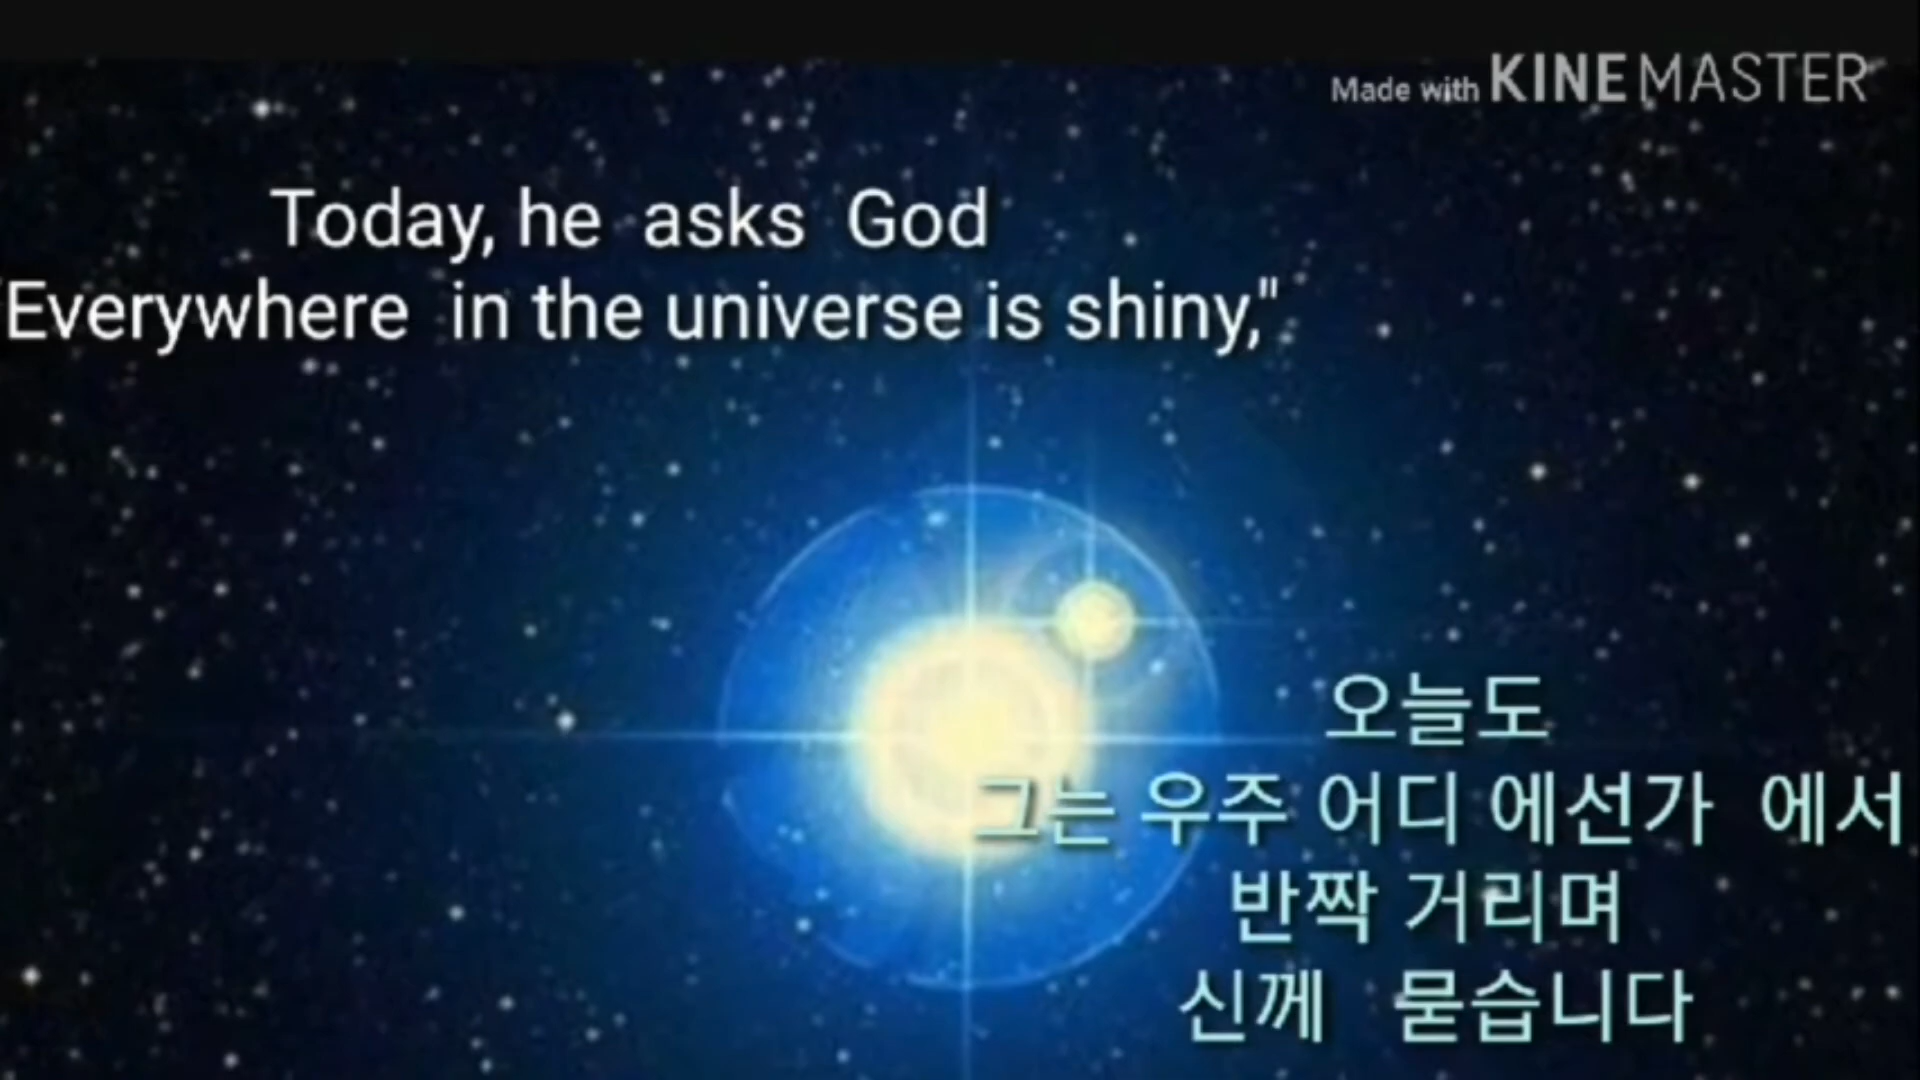 Made with KINEMASTER
Today, he asks God
"Everywhere in the universe is shiny,"
오늘도
그는 우주 어디 에선가 에서
반짝 거리며
신께 묻습니다